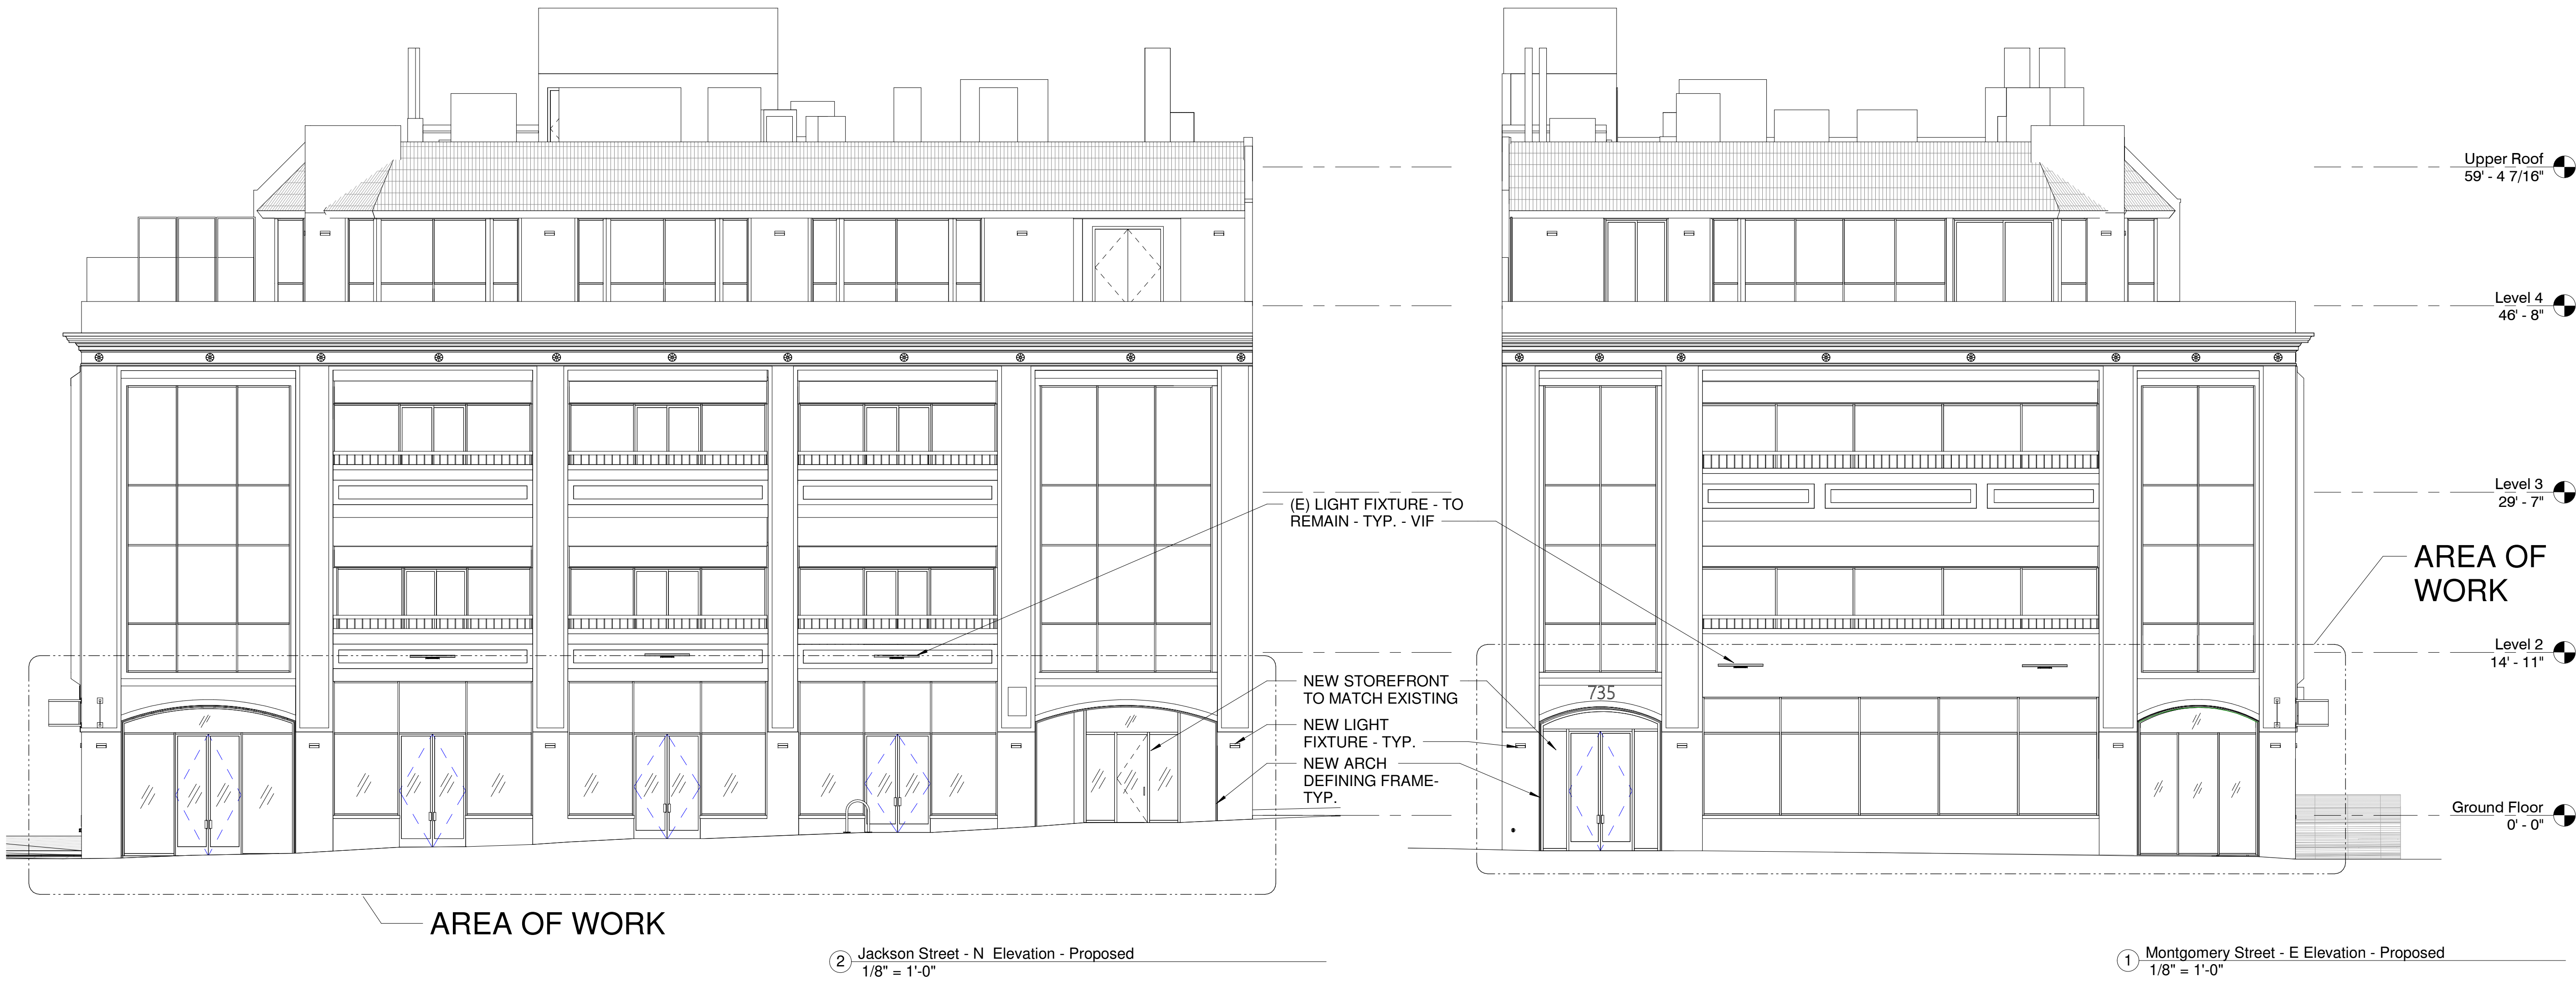 Upper Roof
59' - 4 7/16"
Level 4
46' - 8"
Level 3
29' - 7"
(E) LIGHT FIXTURE - TO
REMAIN - TYP. - VIF
AREA OF
WORK
Level 2
14' - 11"
NEW STOREFRONT
TO MATCH EXISTING
735
NEW LIGHT
FIXTURE - TYP.
NEW ARCH
DEFINING FRAME-
TYP.
Ground Floor
0' - 0"
AREA OF WORK
2 Jackson Street - N Elevation - Proposed
1/8" = 1'-0"
1 Montgomery Street - E Elevation - Proposed
1/8" = 1'-0"